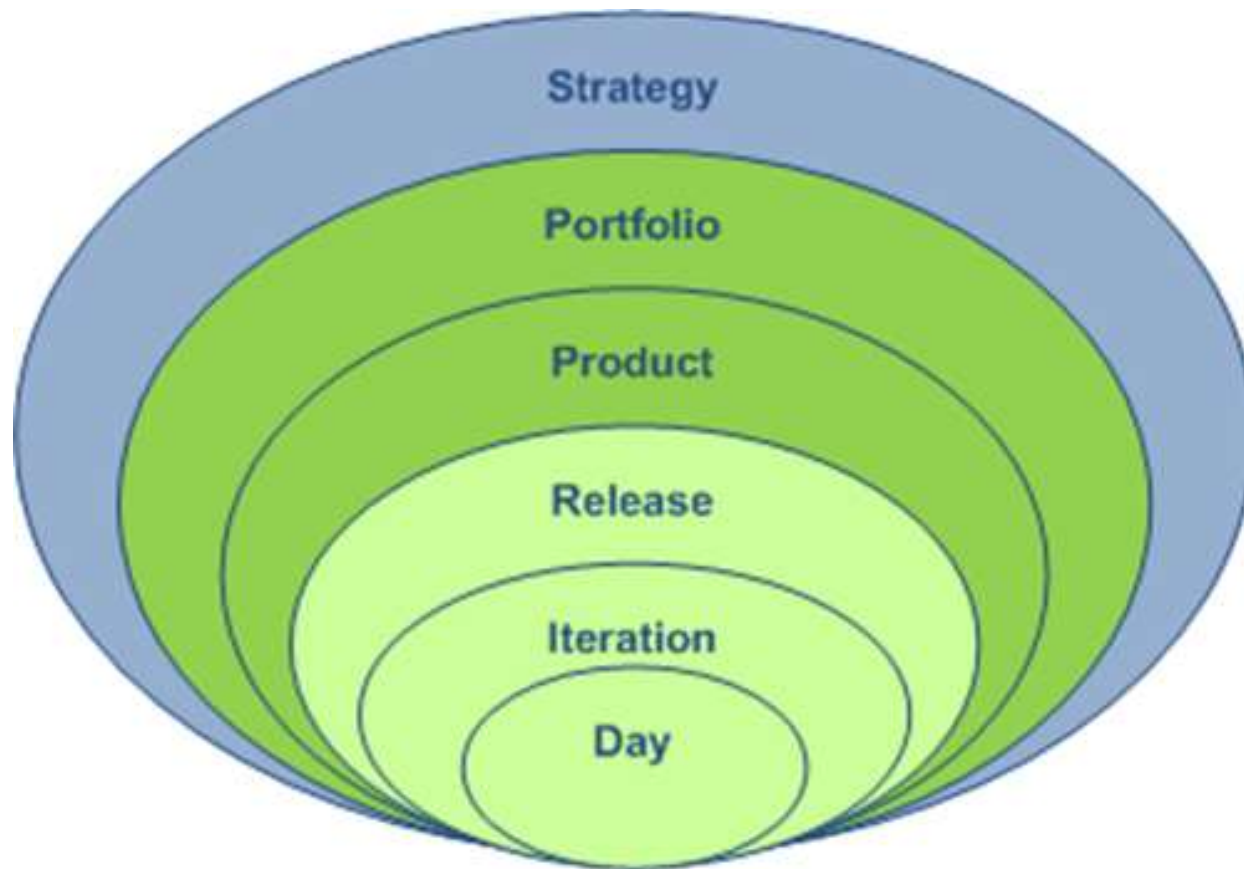 Strategy
Portfolio
Product
Release
Iteration
Day